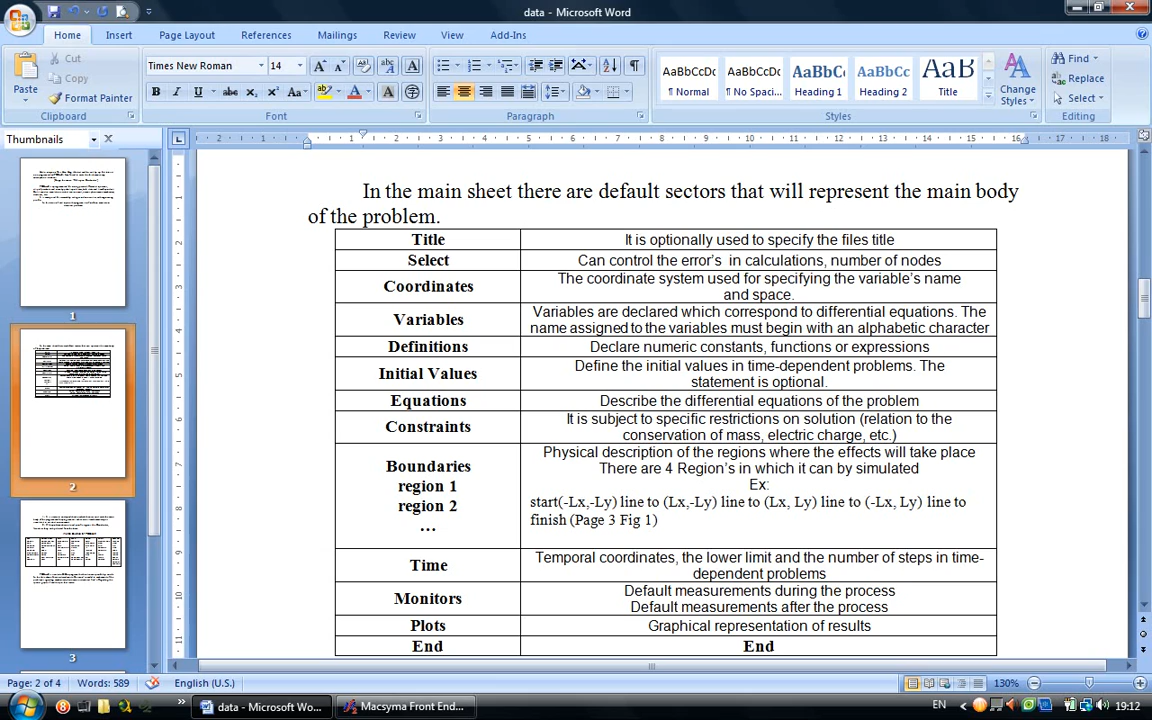 data - Microsoft Word
Home Insert Page Layout References Mailings Review View Add-Ins
Cut
Copy
Format Painter
Paste
Clipboard
Times New Roman 14
Font
Paragraph
AaBbCcDc AaBbCcDc AaBbC AaBbCc AaB
¶ Normal ¶ No Spaci... Heading 1 Heading 2 Title
Change Styles
Styles
Find
Replace
Select
Editing
Thumbnails
1
2
3
In the main sheet there are default sectors that will represent the main body
of the problem.
Title It is optionally used to specify the files title
Select Can control the error's in calculations, number of nodes
Coordinates The coordinate system used for specifying the variable's name
and space.
Variables Variables are declared which correspond to differential equations. The
name assigned to the variables must begin with an alphabetic character
Definitions Declare numeric constants, functions or expressions
Initial Values Define the initial values in time-dependent problems. The
statement is optional.
Equations Describe the differential equations of the problem
Constraints It is subject to specific restrictions on solution (relation to the
conservation of mass, electric charge, etc.)
Boundaries
region 1
region 2
...
Physical description of the regions where the effects will take place
There are 4 Region's in which it can by simulated
Ex:
start(-Lx,-Ly) line to (Lx,-Ly) line to (Lx, Ly) line to (-Lx, Ly) line to
finish (Page 3 Fig 1)
Time Temporal coordinates, the lower limit and the number of steps in time-
dependent problems
Monitors Default measurements during the process
Default measurements after the process
Plots Graphical representation of results
End End
Page: 2 of 4 Words: 589 English (U.S.) 130%
data - Microsoft Wo... Macsyma Front End... EN 19:12